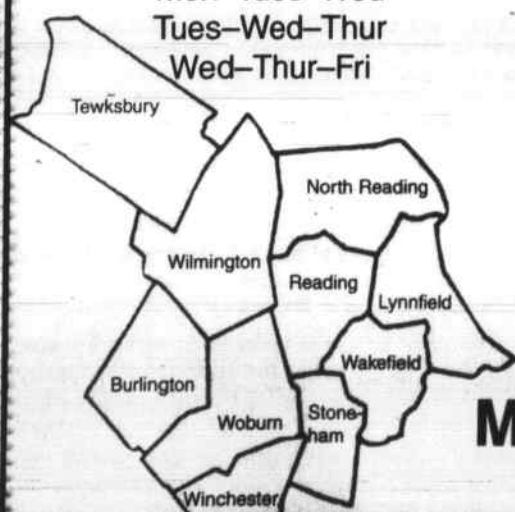 Tues–Wed–Thur
Wed–Thur–Fri
Tewksbury
North Reading
Wilmington
Reading
Lynnfield
Wakefield
Burlington
Stone-
ham
Woburn
Winchester
M